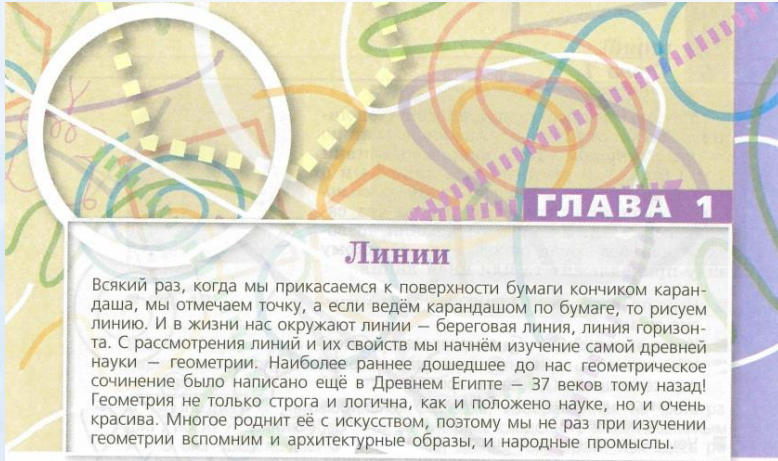 ГЛАВА 1
Линии
Всякий раз, когда мы прикасаемся к поверхности бумаги кончиком каран-
даша, мы отмечаем точку, а если ведём карандашом по бумаге, то рисуем
линию. И в жизни нас окружают линии — береговая линия, линия горизон-
та. С рассмотрения линий и их свойств мы начнём изучение самой древней
науки — геометрии. Наиболее раннее дошедшее до нас геометрическое
сочинение было написано ещё в Древнем Египте — 37 веков тому назад!
Геометрия не только строга и логична, как и положено науке, но и очень
красива. Многое роднит её с искусством, поэтому мы не раз при изучении
геометрии вспомним и архитектурные образы, и народные промыслы.